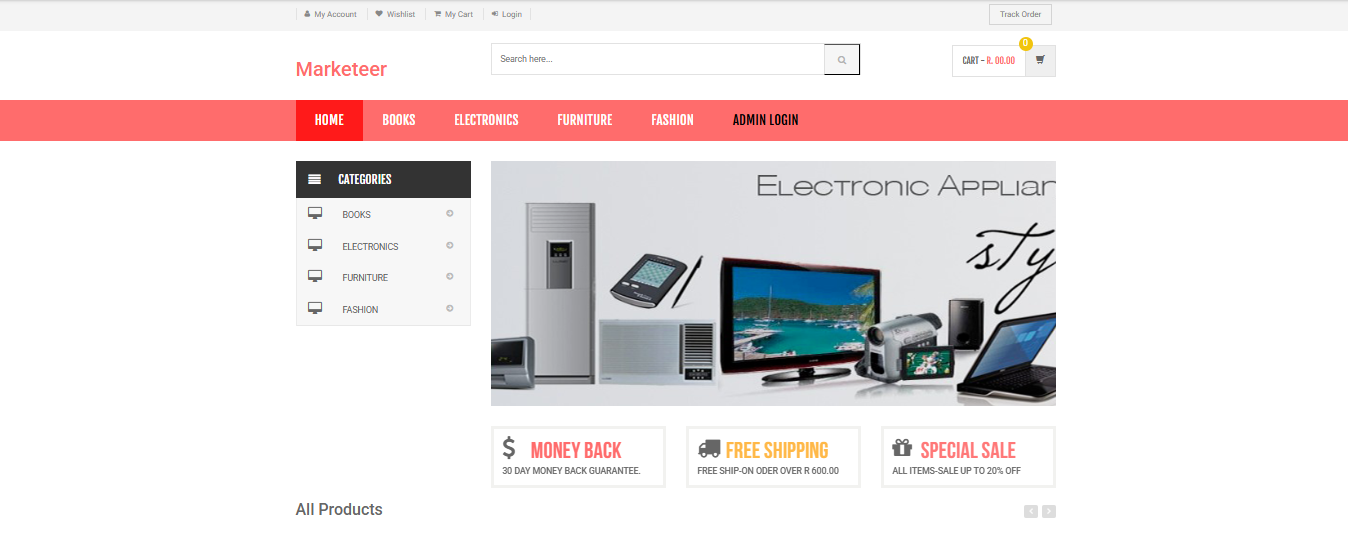 My Account Wishlist My Cart Login Track Order
Marketeer
Search here...
0
CART - R. 00.00
HOME BOOKS ELECTRONICS FURNITURE FASHION ADMIN LOGIN
CATEGORIES
BOOKS
ELECTRONICS
FURNITURE
FASHION
Electronic Applian
sty
MONEY BACK
30 DAY MONEY BACK GUARANTEE.
FREE SHIPPING
FREE SHIP-ON ODER OVER R 600.00
SPECIAL SALE
ALL ITEMS-SALE UP TO 20% OFF
All Products